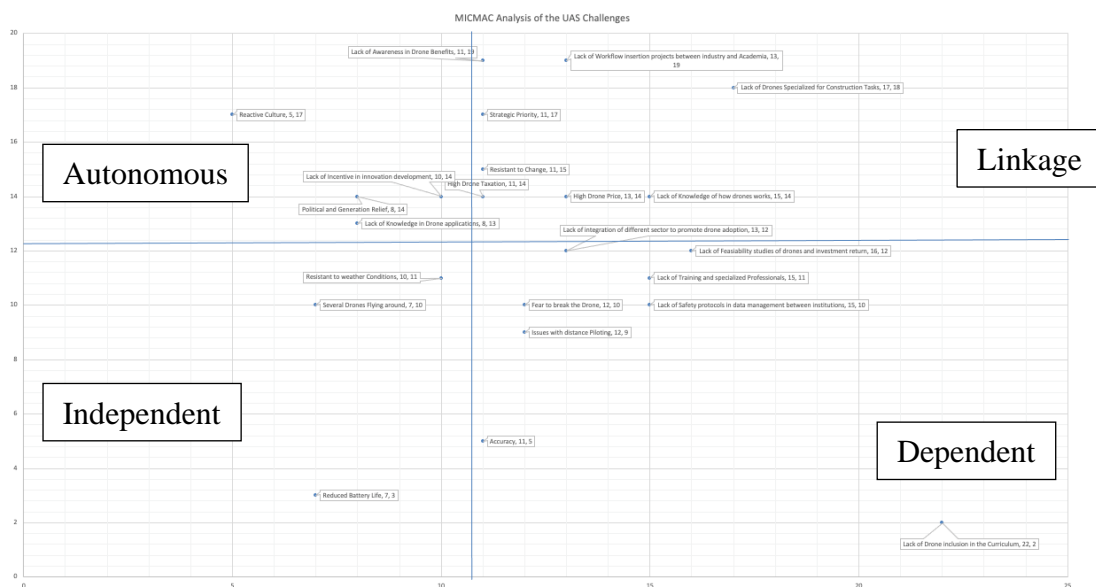 MICMAC Analysis of the UAS Challenges
20
Lack of Awareness in Drone Benefits, 11, 19
Lack of Workflow insertion projects between industry and Academia, 13,
19
18
Lack of Drones Specialized for Construction Tasks, 17, 18
Reactive Culture, 5, 17
Strategic Priority, 11, 17
16
Autonomous
Linkage
Resistant to Change, 11, 15
Lack of Incentive in Innovation development, 10, 14
High Drone Taxation, 11, 14
14
High Drone Price, 13, 14
Lack of Knowledge of how drones works, 15, 14
Political and Generation Relief, 8, 14
Lack of Knowledge in Drone applications, 8, 13
Lack of integration of different sector to promote drone adoption, 13, 12
12
Lack of Feasiability studies of drones and investment return, 16, 12
Resistant to weather Conditions, 10, 11
Lack of Training and specialized Professionals, 15, 11
10
Several Drones Flying around, 7, 10
Fear to break the Drone, 12, 10
Lack of Safety protocols in data management between institutions, 15, 10
Issues with distance Piloting, 12, 9
8
6
Independent
Accuracy, 11, 5
Dependent
4
Reduced Battery Life, 7, 3
2
Lack of Drone inclusion in the Curriculum, 22, 2
0
0
5
10
15
20
25